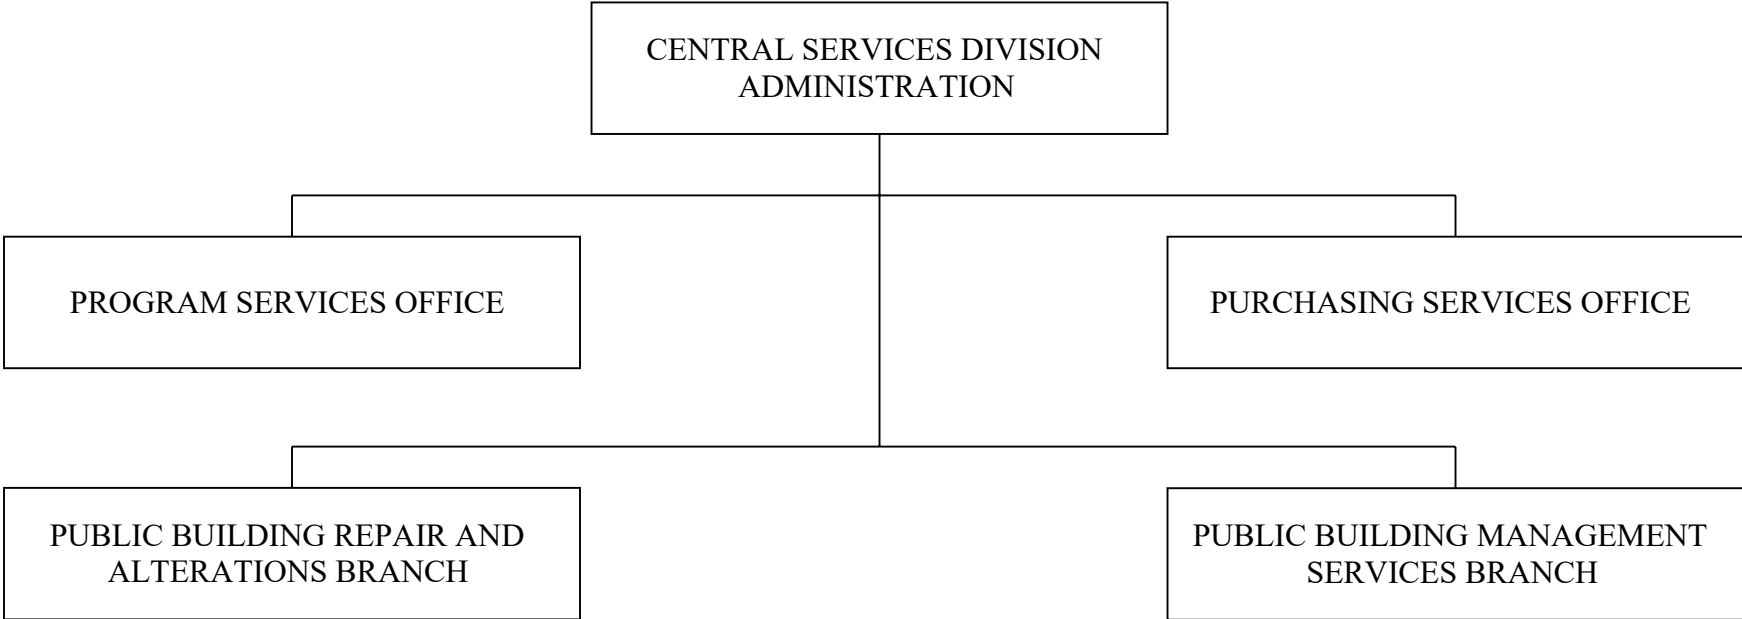 CENTRAL SERVICES DIVISION
ADMINISTRATION
PROGRAM SERVICES OFFICE
PURCHASING SERVICES OFFICE
PUBLIC BUILDING REPAIR AND
ALTERATIONS BRANCH
PUBLIC BUILDING MANAGEMENT
SERVICES BRANCH